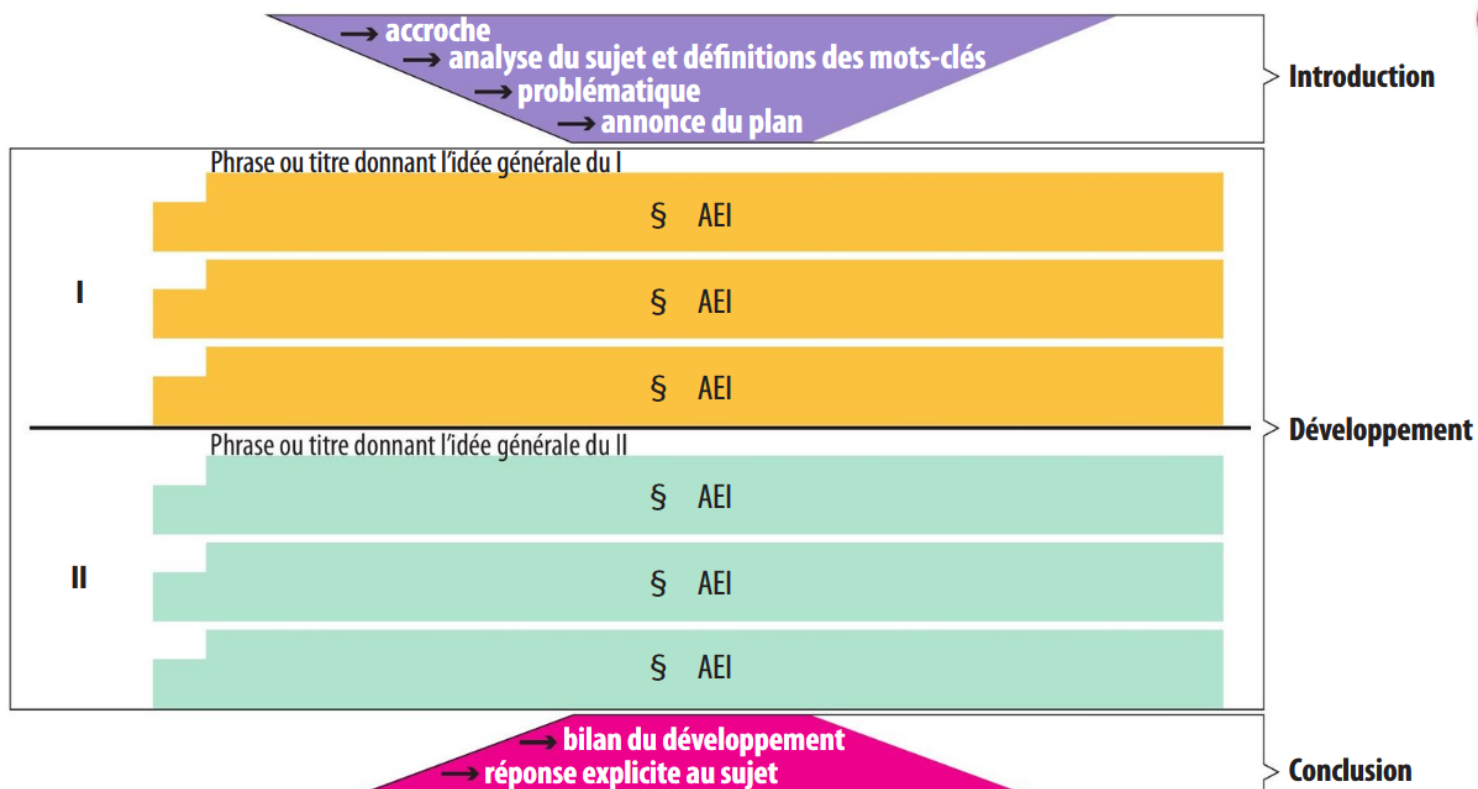 → accroche
→ analyse du sujet et définitions des mots-clés
→ problématique
→ annonce du plan
Introduction
Phrase ou titre donnant l’idée générale du I
§ AEI
§ AEI
§ AEI
I
Développement
Phrase ou titre donnant l’idée générale du II
§ AEI
§ AEI
§ AEI
II
→ bilan du développement
→ réponse explicite au sujet
Conclusion